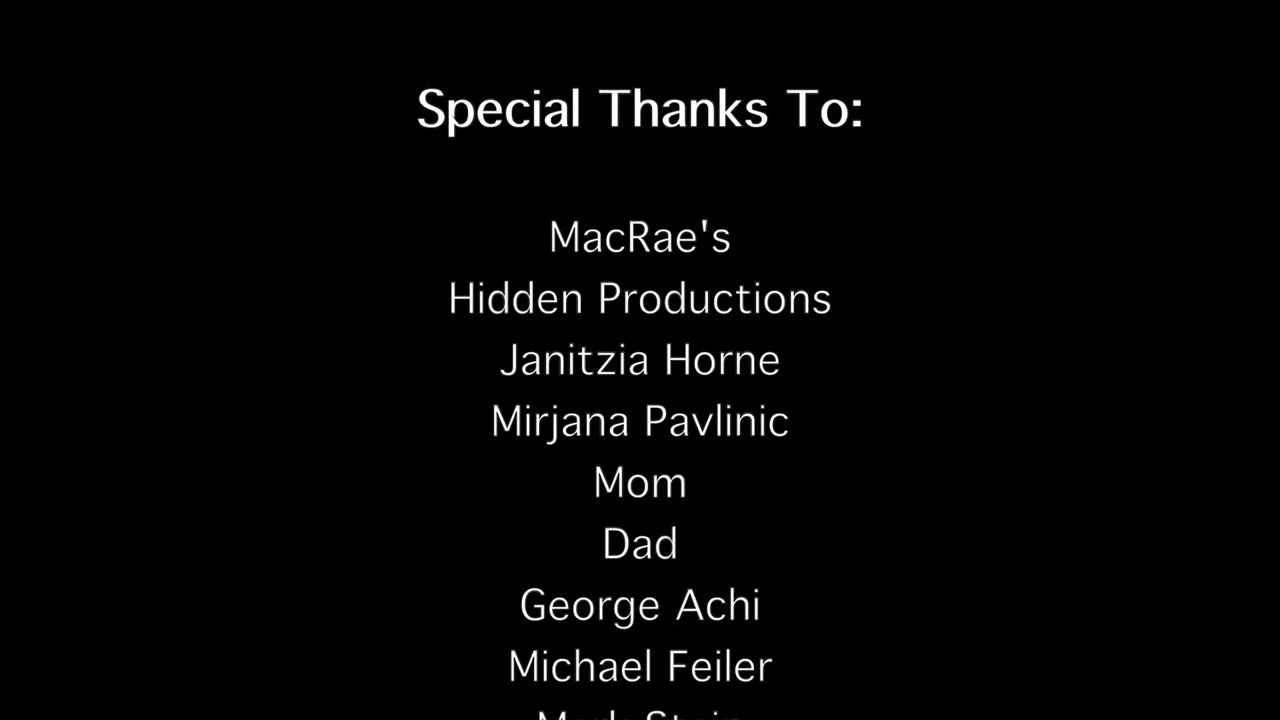 Special Thanks To:
MacRae's
Hidden Productions
Janitzia Horne
Mirjana Pavlinic
Mom
Dad
George Achi
Michael Feiler